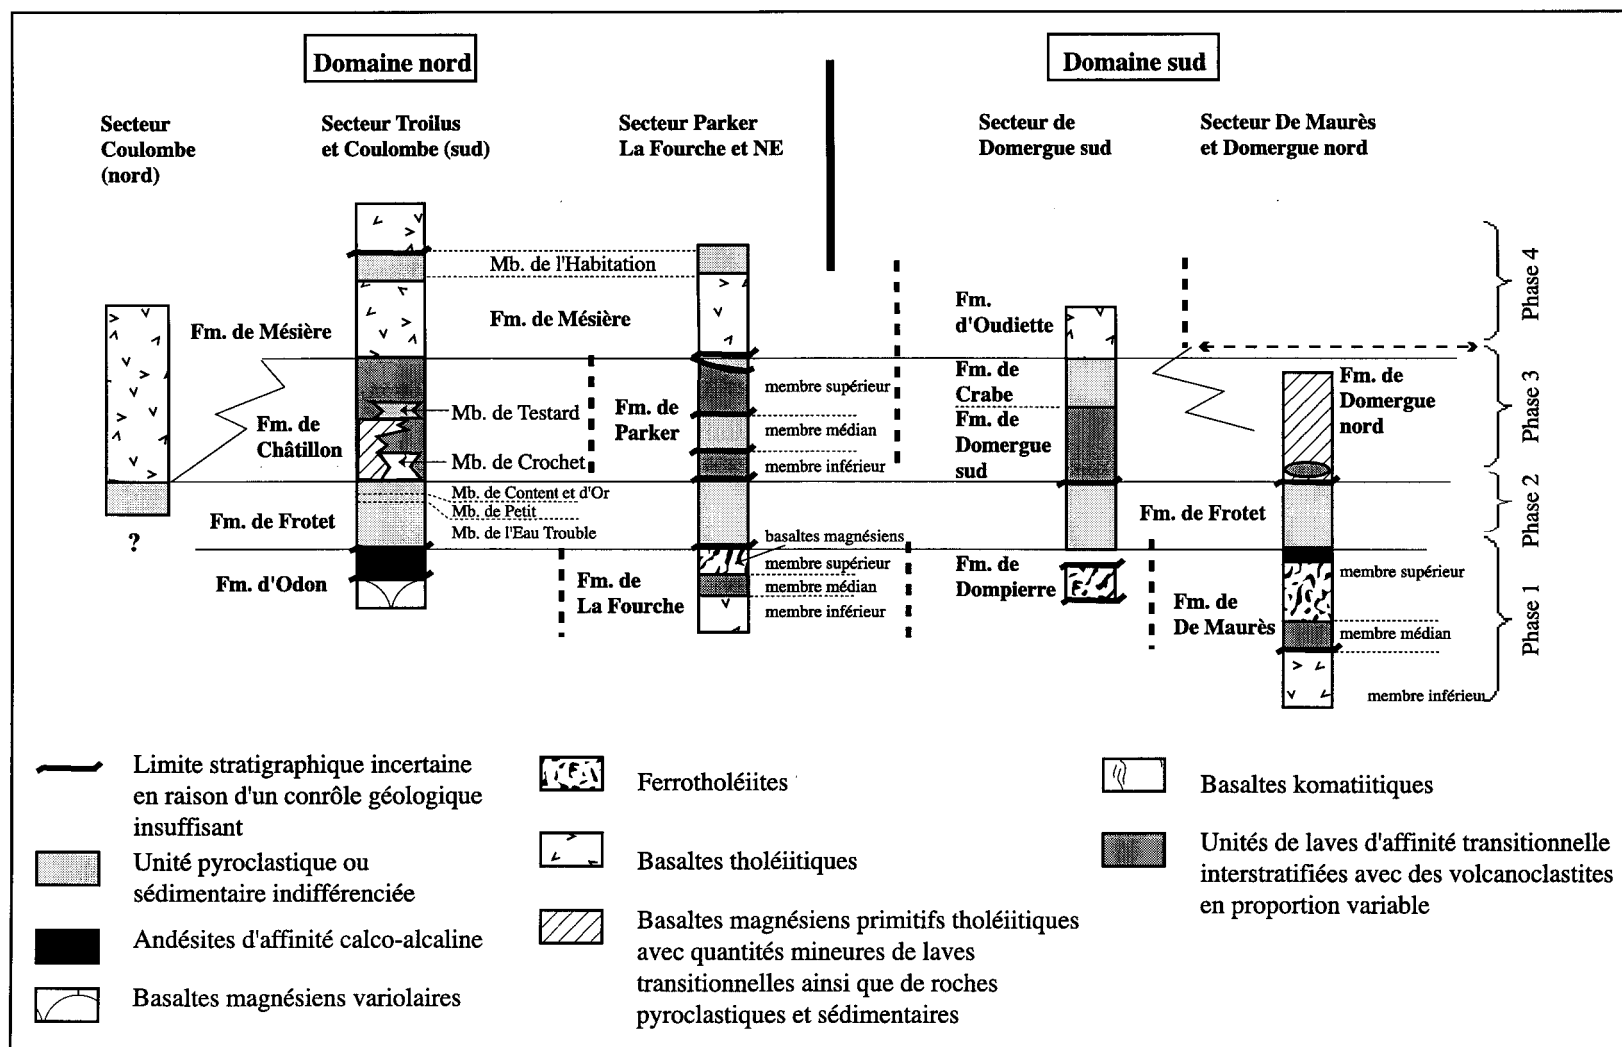 Domaine nord
Domaine sud
Secteur
Coulombe
(nord)
Secteur Troilus
et Coulombe (sud)
Secteur Parker
La Fourche et NE
Secteur de
Domergue sud
Secteur De Maurès
et Domergue nord
Mb. de l'Habitation
Fm. de Mésière
Fm. de Mésière
Fm.
d'Oudiette
Phase 4
Fm. de
Châtillon
Mb. de Testard
Mb. de Crochet
Fm. de
Parker
membre supérieur
membre médian
membre inférieur
Fm. de
Crabe
Fm. de
Domergue
sud
Fm. de
Domergue
nord
Phase 3
?
Fm. de Frotet
Mb. de Content et d'Or
Mb. de Petit
Mb. de l'Eau Trouble
Fm. de Frotet
Phase 2
Fm. d'Odon
Fm. de
La Fourche
basaltes magnésiens
membre supérieur
membre médian
membre inférieur
Fm. de
Dompierre
Fm. de
De Maurès
membre supérieur
membre médian
membre inférieur
Phase 1
Limite stratigraphique incertaine
en raison d'un conrôle géologique
insuffisant
Unité pyroclastique ou
sédimentaire indifférenciée
Andésites d'affinité calco-alcaline
Basaltes magnésiens variolaires
Ferrotholéiites
Basaltes tholéiitiques
Basaltes magnésiens primitifs tholéiitiques
avec quantités mineures de laves
transitionnelles ainsi que de roches
pyroclastiques et sédimentaires
Basaltes komatiitiques
Unités de laves d'affinité transitionnelle
interstratifiées avec des volcanoclastites
en proportion variable